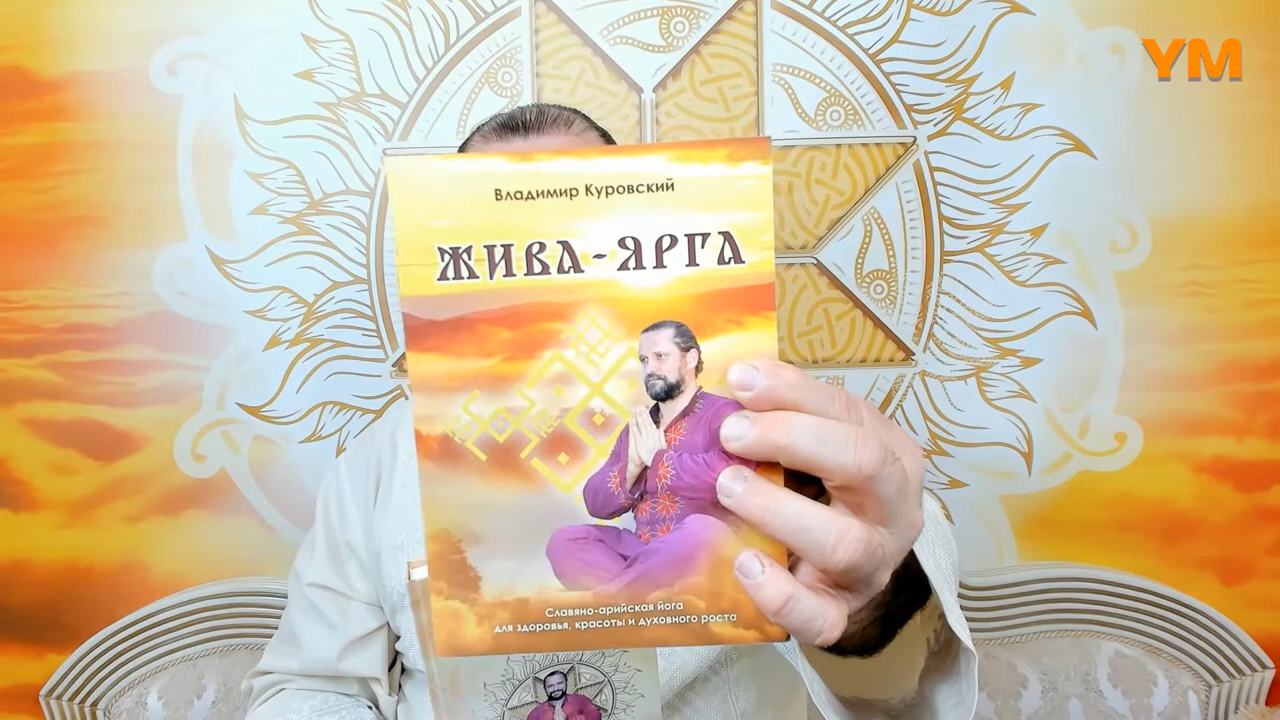 YM
Владимир Куровский
ЖИВА-ЯРГА
Славяно-арийская йога
для здоровья, красоты и духовного роста